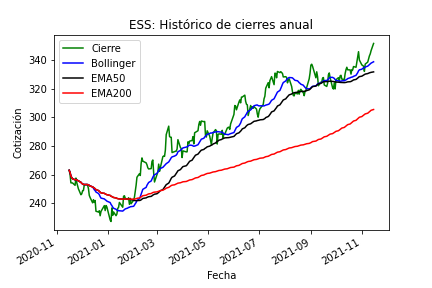 ESS: Histórico de cierres anual
Cierre
Bollinger
EMA50
EMA200
Cotización
340
320
300
280
260
240
2020-11
2021-01
2021-03
2021-05
2021-07
2021-09
2021-11
Fecha